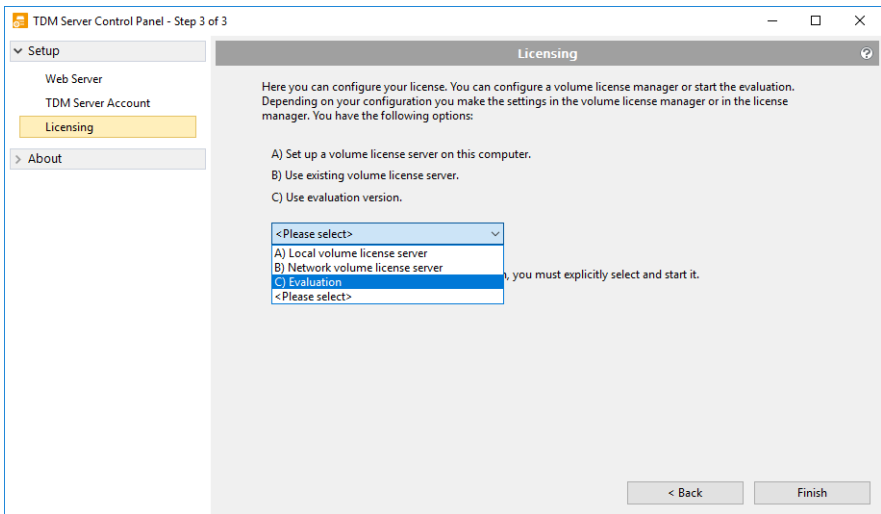 TDM Server Control Panel - Step 3 of 3
Setup
Web Server
TDM Server Account
Licensing
About
Licensing
Here you can configure your license. You can configure a volume license manager or start the evaluation.
Depending on your configuration you make the settings in the volume license manager or in the license
manager. You have the following options:
A) Set up a volume license server on this computer.
B) Use existing volume license server.
C) Use evaluation version.
<Please select>
A) Local volume license server
B) Network volume license server
C) Evaluation
<Please select>
, you must explicitly select and start it.
< Back
Finish